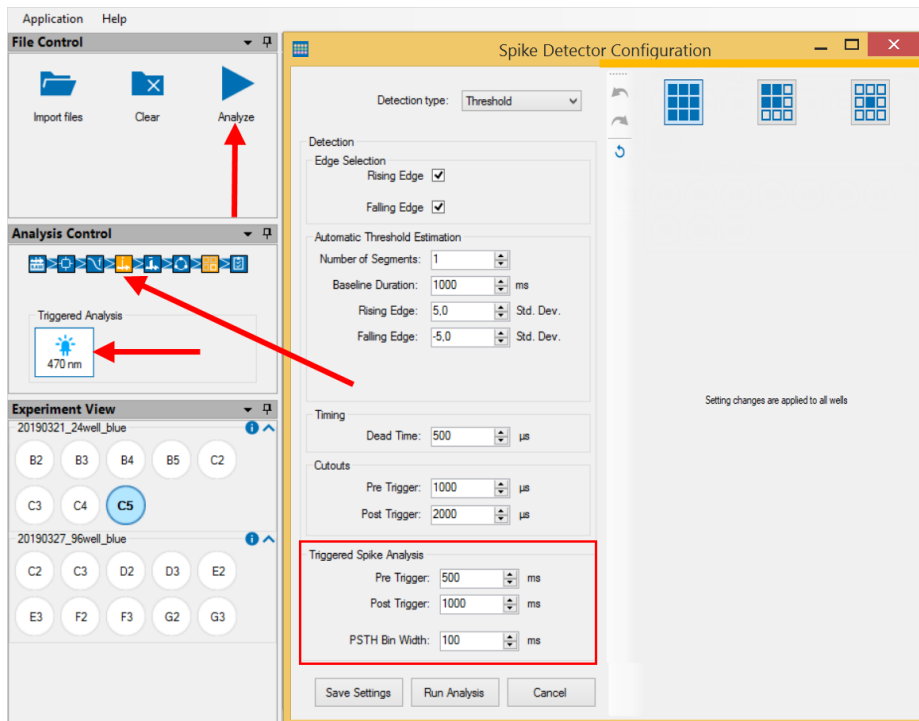 Application Help
File Control
Import files Clear Analyze
Analysis Control
Triggered Analysis
470 nm
Experiment View
20190321_24well_blue
B2 B3 B4 B5 C2
C3 C4 C5
20190327_96well_blue
C2 C3 D2 D3 E2
E3 F2 F3 G2 G3
Spike Detector Configuration
Detection type: Threshold
Detection
Edge Selection
Rising Edge
Falling Edge
Automatic Threshold Estimation
Number of Segments: 1
Baseline Duration: 1000 ms
Rising Edge: 5,0 Std. Dev.
Falling Edge: -5,0 Std. Dev.
Timing
Dead Time: 500 µs
Cutouts
Pre Trigger: 1000 µs
Post Trigger: 2000 µs
Triggered Spike Analysis
Pre Trigger: 500 ms
Post Trigger: 1000 ms
PSTH Bin Width: 100 ms
Save Settings Run Analysis Cancel
Setting changes are applied to all wells